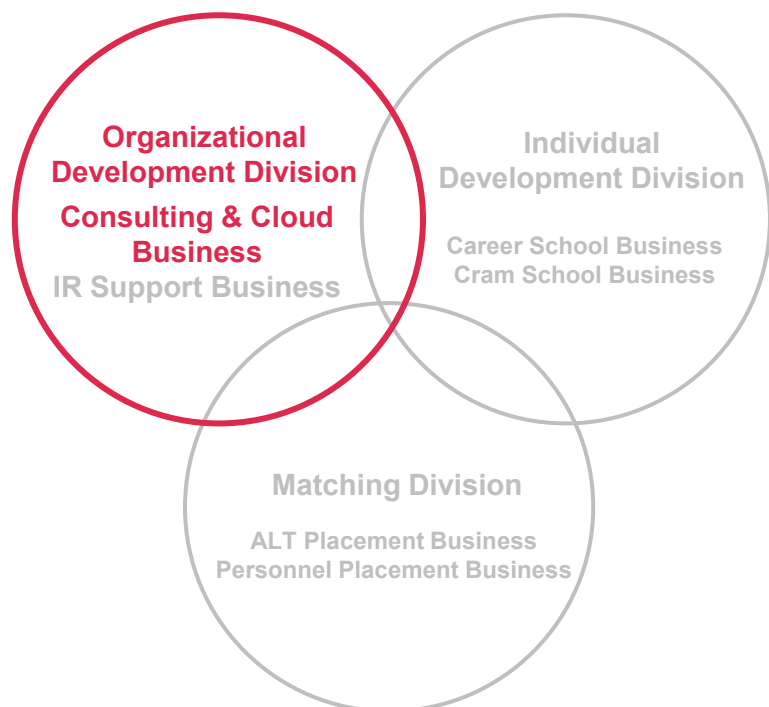 Organizational
Development Division
Consulting & Cloud
Business
IR Support Business
Individual
Development Division
Career School Business
Cram School Business
Matching Division
ALT Placement Business
Personnel Placement Business